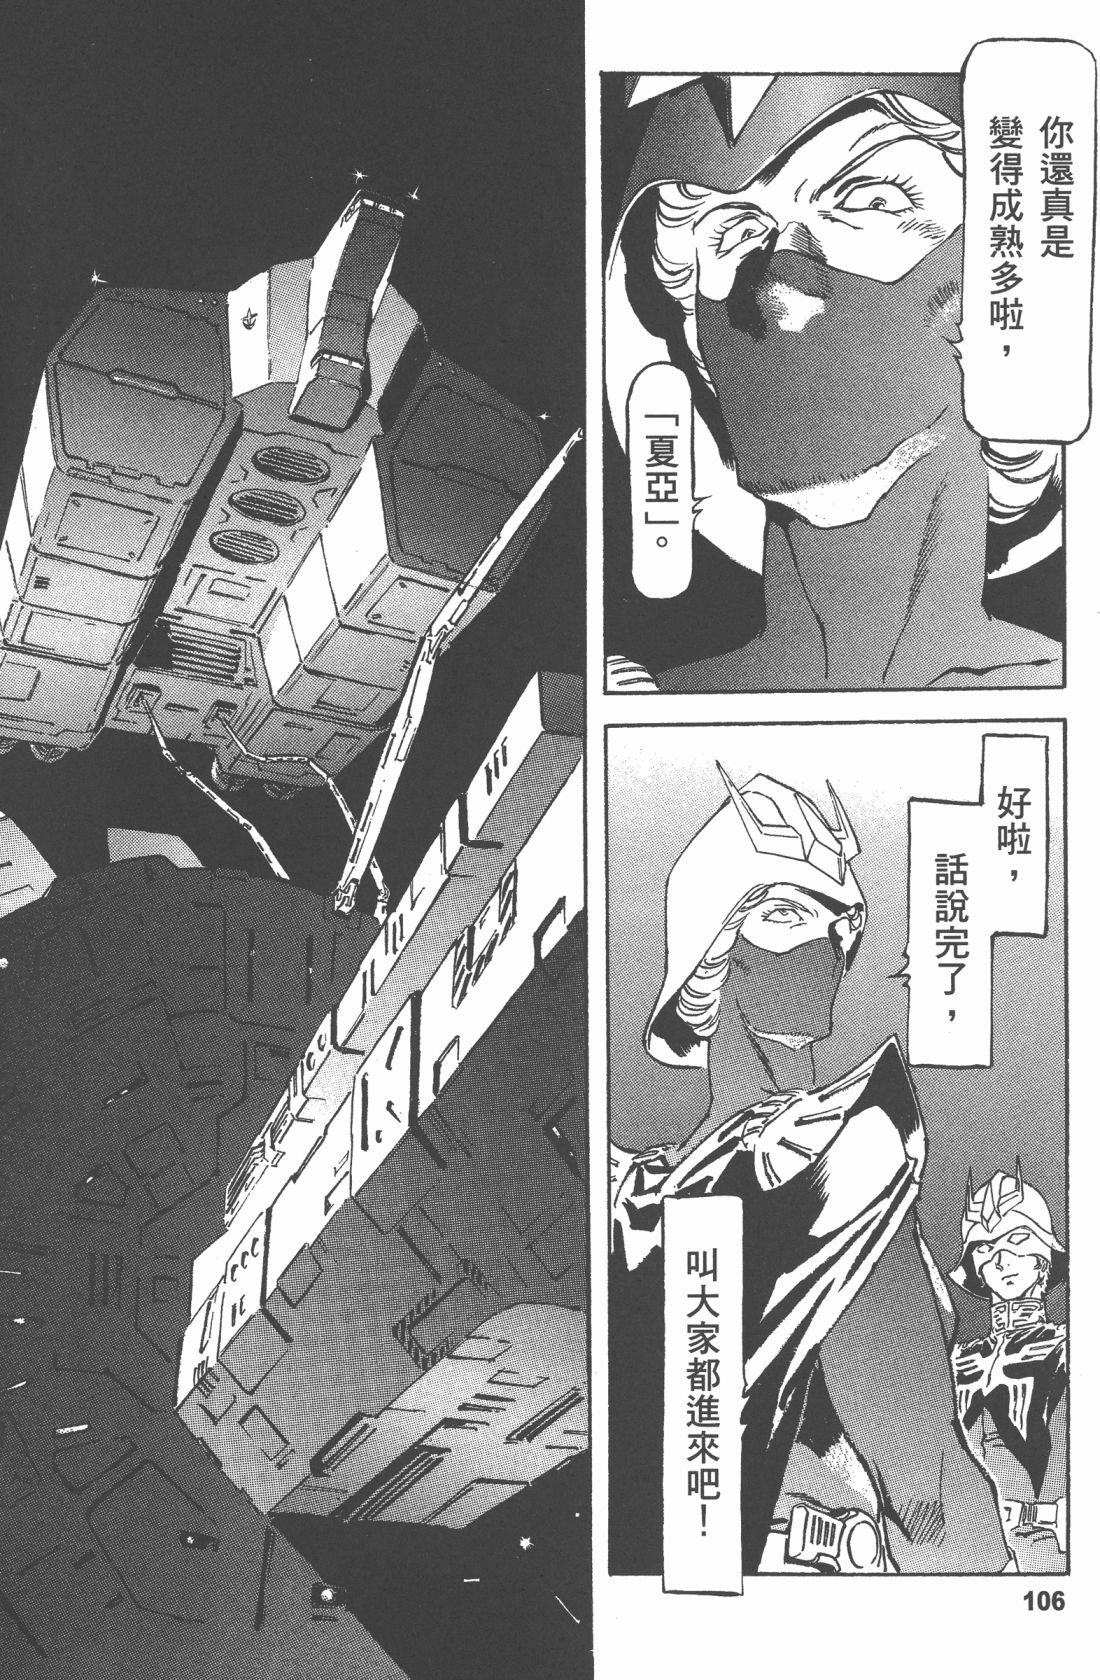 你還真是
變得成熟多啦，
「夏亞」。
好啦，
話說完了，
叫大家都進來吧！
106